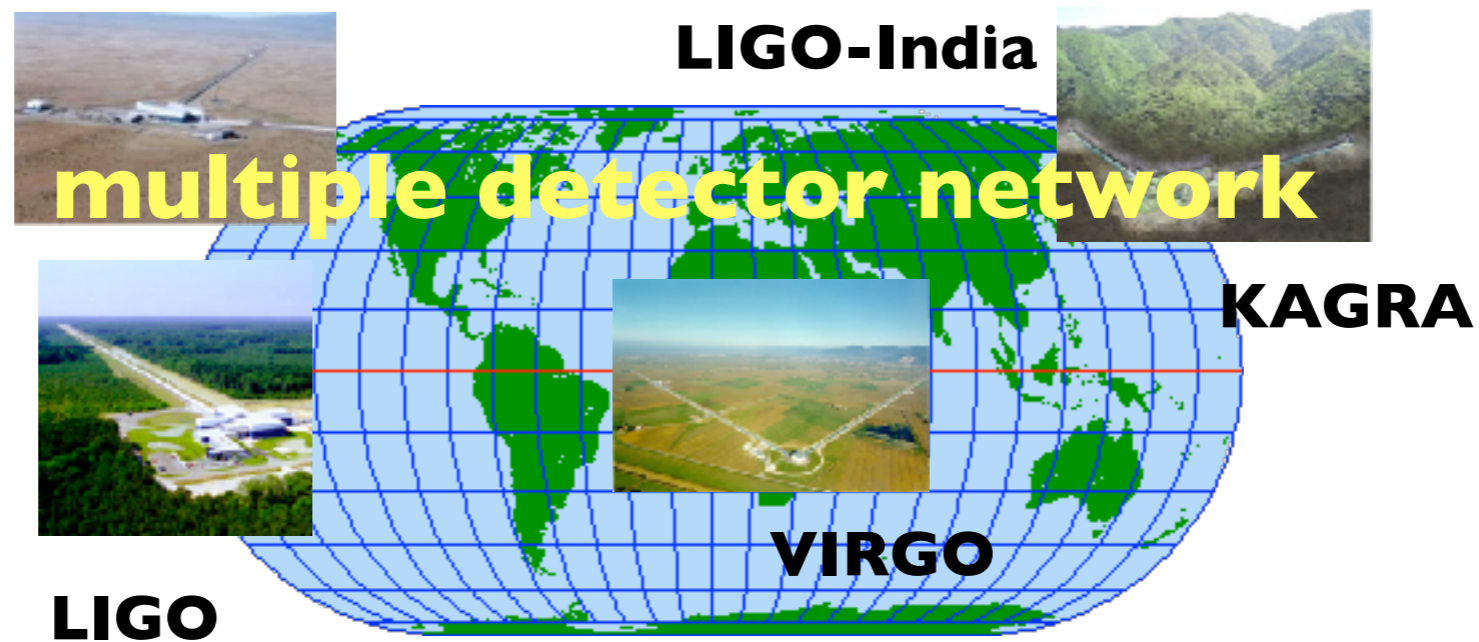 LIGO-India
multiple detector network
KAGRA
VIRGO
LIGO